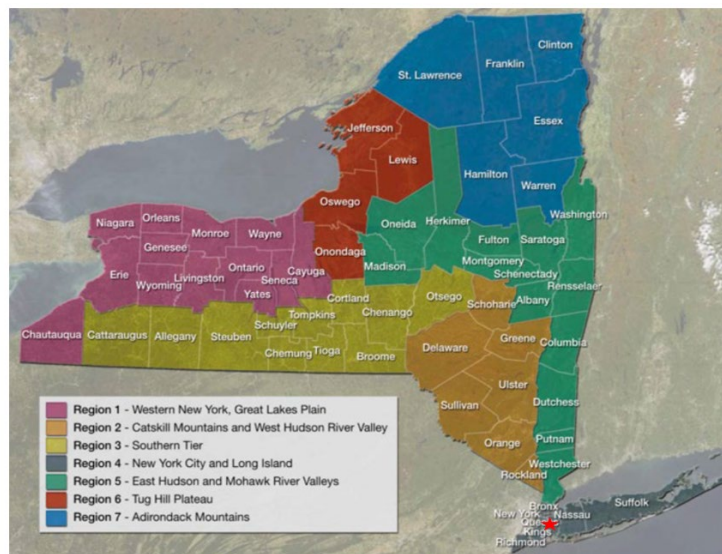 Clinton
Franklin
St. Lawrence
Essex
Jefferson
Lewis
Hamilton
Warren
Oswego
Washington
Oneida
Herkimer
Niagara
Orleans
Monroe
Wayne
Fulton
Saratoga
Genesee
Onondaga
Madison
Montgomery
Schenectady
Erie
Ontario
Cayuga
Seneca
Livingston
Wyoming
Yates
Rensselaer
Albany
Cortland
Otsego
Schoharie
Chenango
Tompkins
Chautauqua
Cattaraugus
Allegany
Steuben
Schuyler
Chemung
Tioga
Broome
Delaware
Greene
Columbia
Ulster
Sullivan
Dutchess
Orange
Putnam
Rockland
Westchester
Region 1 - Western New York, Great Lakes Plain
Region 2 - Catskill Mountains and West Hudson River Valley
Region 3 - Southern Tier
Region 4 - New York City and Long Island
Region 5 - East Hudson and Mohawk River Valleys
Region 6 - Tug Hill Plateau
Region 7 - Adirondack Mountains
Bronx
Suffolk
New York
Nassau
Kings
Richmond